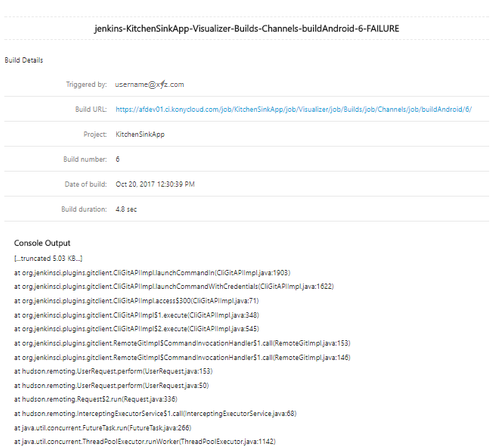 jenkins-KitchenSinkApp-Visualizer-Builds-Channels-buildAndroid-6-FAILURE
Build Details
Triggered by: username@xyz.com
Build URL: https://afdev01.ci.konycloud.com/job/KitchenSinkApp/job/Visualizer/job/Builds/job/Channels/job/buildAndroid/6/
Project: KitchenSinkApp
Build number: 6
Date of build: Oct 20, 2017 12:30:39 PM
Build duration: 4.8 sec
Console Output
[...truncated 5.03 KB...]
at org.jenkinsci.plugins.gitclient.CliGitAPIImpl.launchCommandIn(CliGitAPIImpl.java:1903)
at org.jenkinsci.plugins.gitclient.CliGitAPIImpl.launchCommandWithCredentials(CliGitAPIImpl.java:1622)
at org.jenkinsci.plugins.gitclient.CliGitAPIImpl.access$300(CliGitAPIImpl.java:71)
at org.jenkinsci.plugins.gitclient.CliGitAPIImpl$1.execute(CliGitAPIImpl.java:348)
at org.jenkinsci.plugins.gitclient.CliGitAPIImpl$2.execute(CliGitAPIImpl.java:545)
at org.jenkinsci.plugins.gitclient.RemoteGitImpl$CommandInvocationHandler$1.call(RemoteGitImpl.java:153)
at org.jenkinsci.plugins.gitclient.RemoteGitImpl$CommandInvocationHandler$1.call(RemoteGitImpl.java:146)
at hudson.remoting.UserRequest.perform(UserRequest.java:153)
at hudson.remoting.UserRequest.perform(UserRequest.java:50)
at hudson.remoting.Request$2.run(Request.java:336)
at hudson.remoting.InterceptingExecutorService$1.call(InterceptingExecutorService.java:68)
at java.util.concurrent.FutureTask.run(FutureTask.java:266)
at java.util.concurrent.ThreadPoolExecutor.runWorker(ThreadPoolExecutor.java:1142)